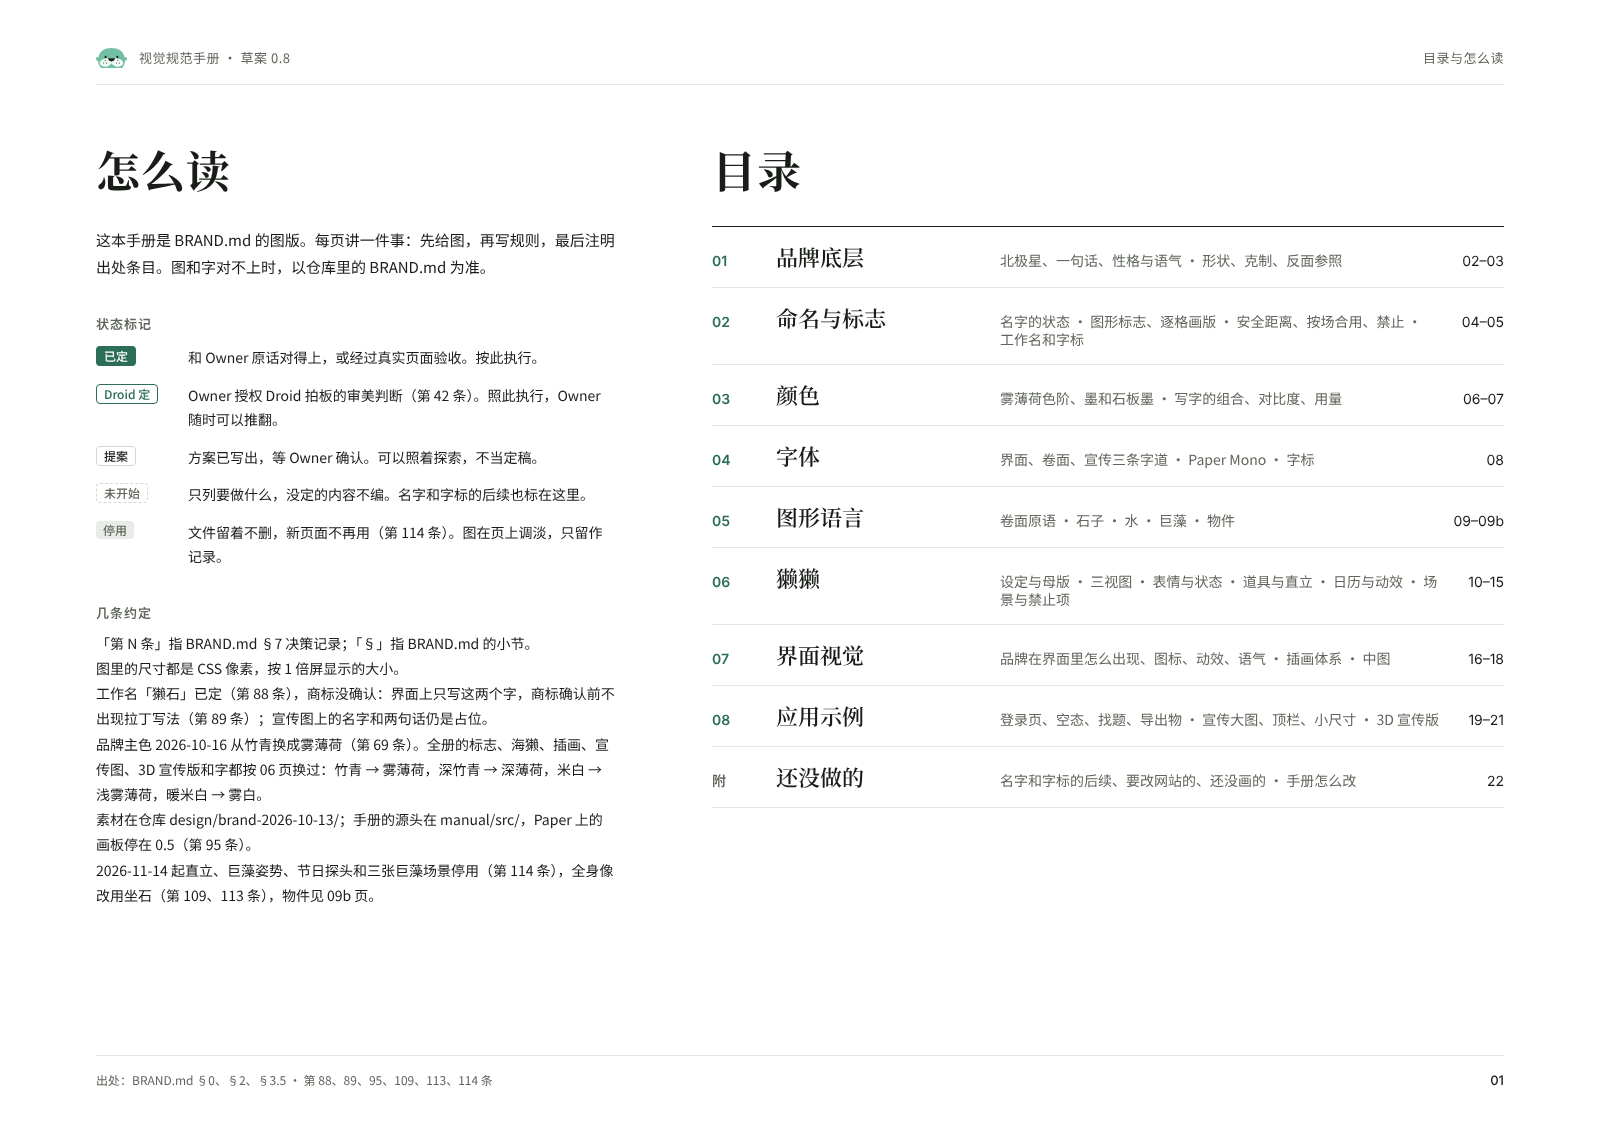 视觉规范手册 · 草案 0.8
目录与怎么读
怎么读
这本手册是 BRAND.md 的图版。每页讲一件事：先给图，再写规则，最后注明
出处条目。图和字对不上时，以仓库里的 BRAND.md 为准。
状态标记
已定 和 Owner 原话对得上，或经过真实页面验收。按此执行。
Droid 定 Owner 授权 Droid 拍板的审美判断（第 42 条）。照此执行，Owner
随时可以推翻。
提案 方案已写出，等 Owner 确认。可以照着探索，不当定稿。
未开始 只列要做什么，没定的内容不编。名字和字标的后续也标在这里。
停用 文件留着不删，新页面不再用（第 114 条）。图在页上调淡，只留作
记录。
几条约定
「第 N 条」指 BRAND.md §7 决策记录；「§」指 BRAND.md 的小节。
图里的尺寸都是 CSS 像素，按 1 倍屏显示的大小。
工作名「獭石」已定（第 88 条），商标没确认：界面上只写这两个字，商标确认前不
出现拉丁写法（第 89 条）；宣传图上的名字和两句话仍是占位。
品牌主色 2026-10-16 从竹青换成雾薄荷（第 69 条）。全册的标志、海獭、插画、宣
传图、3D 宣传版和字都按 06 页换过：竹青 → 雾薄荷，深竹青 → 深薄荷，米白 →
浅雾薄荷，暖米白 → 雾白。
素材在仓库 design/brand-2026-10-13/；手册的源头在 manual/src/，Paper 上的
画板停在 0.5（第 95 条）。
2026-11-14 起直立、巨藻姿势、节日探头和三张巨藻场景停用（第 114 条），全身像
改用坐石（第 109、113 条），物件见 09b 页。
目录
01 品牌底层 北极星、一句话、性格与语气 · 形状、克制、反面参照 02–03
02 命名与标志 名字的状态 · 图形标志、逐格画版 · 安全距离、按场合用、禁止 · 04–05
工作名和字标
03 颜色 雾薄荷色阶、墨和石板墨 · 写字的组合、对比度、用量 06–07
04 字体 界面、卷面、宣传三条字道 · Paper Mono · 字标 08
05 图形语言 卷面原语 · 石子 · 水 · 巨藻 · 物件 09–09b
06 獭獭 设定与母版 · 三视图 · 表情与状态 · 道具与直立 · 日历与动效 · 场 10–15
景与禁止项
07 界面视觉 品牌在界面里怎么出现、图标、动效、语气 · 插画体系 · 中图 16–18
08 应用示例 登录页、空态、找题、导出物 · 宣传大图、顶栏、小尺寸 · 3D 宣传版 19–21
附 还没做的 名字和字标的后续、要改网站的、还没画的 · 手册怎么改 22
出处：BRAND.md §0、§2、§3.5 · 第 88、89、95、109、113、114 条
01